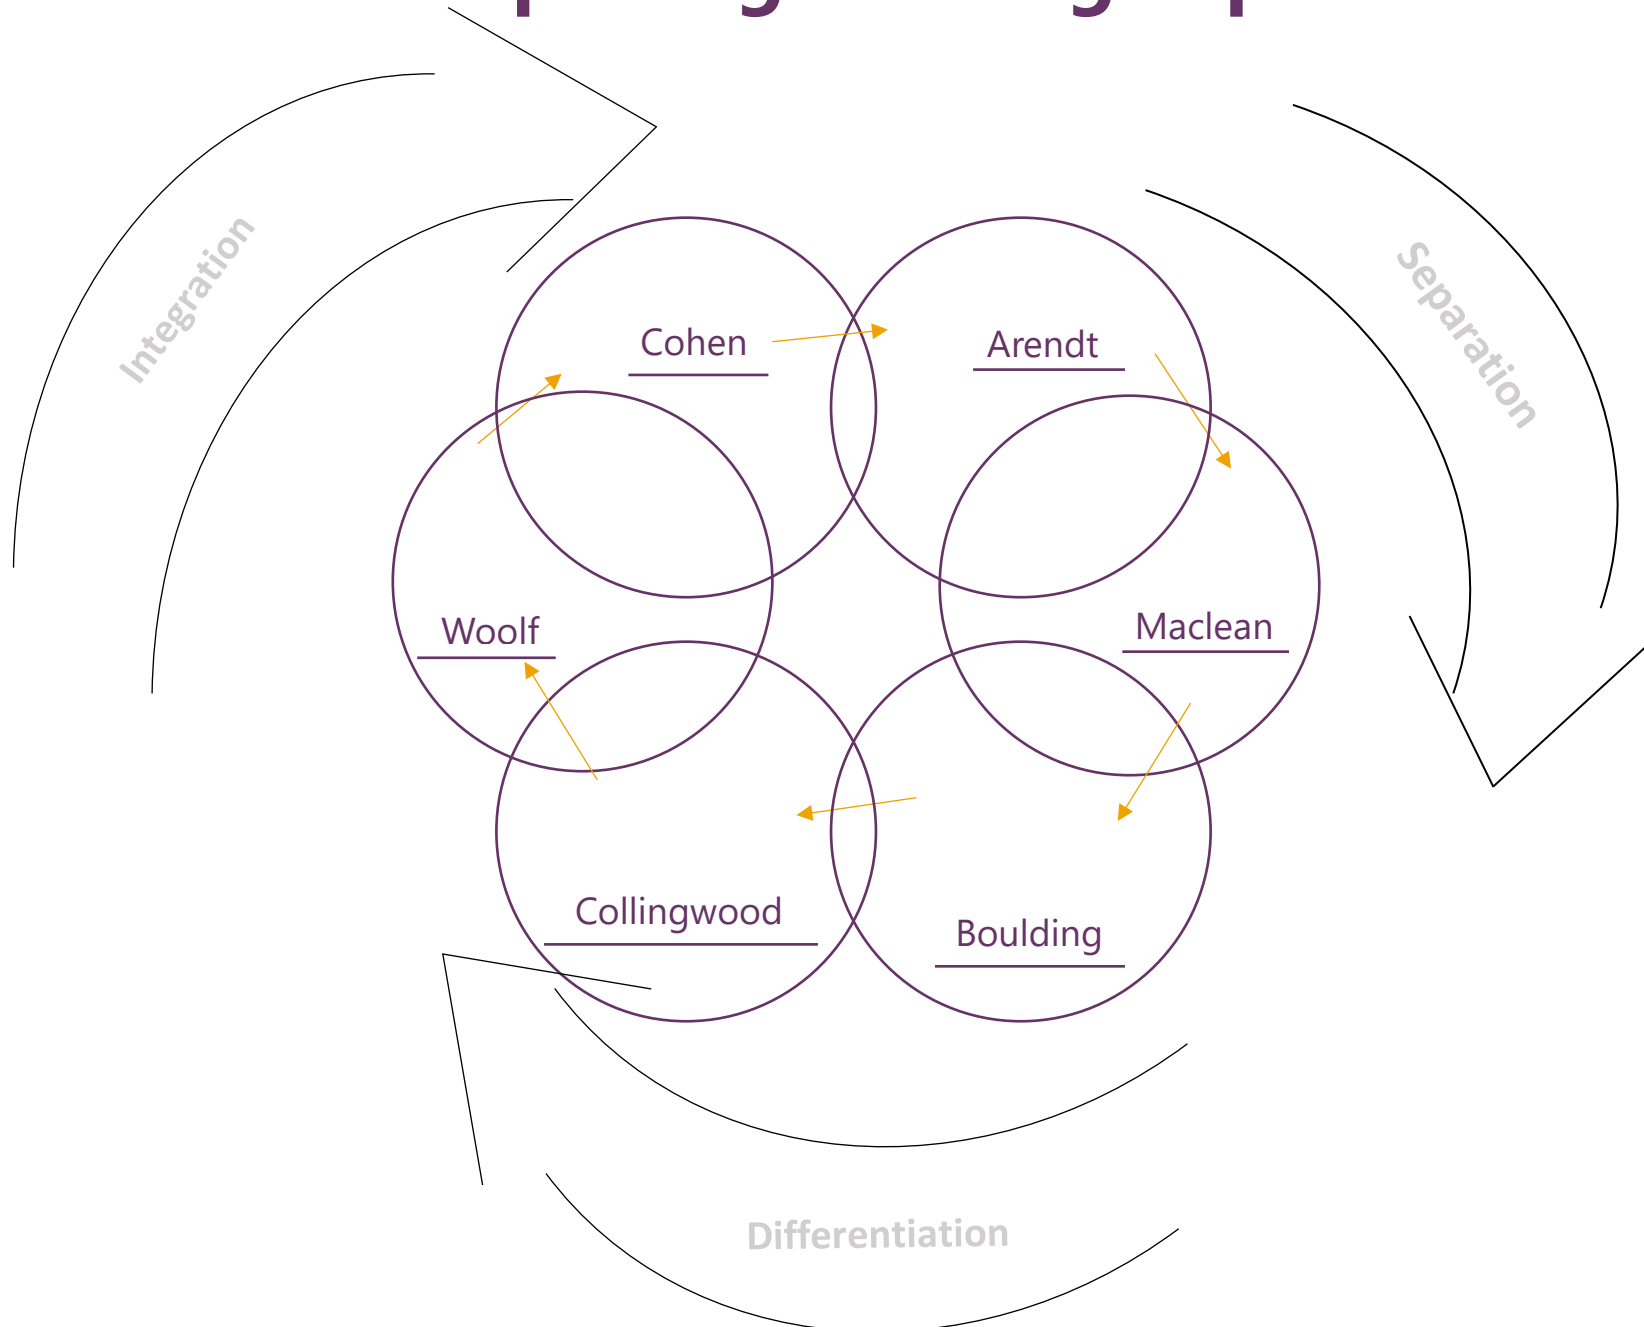 Integration
Separation
Cohen
Arendt
Woolf
Maclean
Collingwood
Boulding
Differentiation